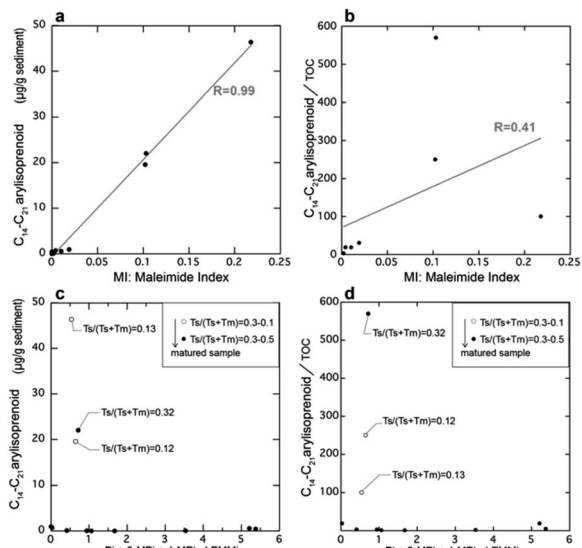 a
C14-C21 arylisoprenoid (μg/g sediment)
50
40
30
20
10
0
R=0.99
0 0.05 0.1 0.15 0.2 0.25
MI: Maleimide Index
b
C14-C21 arylisoprenoid / TOC
600
500
400
300
200
100
0
R=0.41
0 0.05 0.1 0.15 0.2 0.25
MI: Maleimide Index
c
C14-C21 arylisoprenoid (μg/g sediment)
50
40
30
20
10
0
Ts/(Ts+Tm)=0.3-0.1
Ts/(Ts+Tm)=0.3-0.5
matured sample
Ts/(Ts+Tm)=0.13
Ts/(Ts+Tm)=0.32
Ts/(Ts+Tm)=0.12
0 1 2 3 4 5 6
d
C14-C21 arylisoprenoid / TOC
600
500
400
300
200
100
Ts/(Ts+Tm)=0.3-0.1
Ts/(Ts+Tm)=0.3-0.5
matured sample
Ts/(Ts+Tm)=0.32
Ts/(Ts+Tm)=0.12
Ts/(Ts+Tm)=0.13
0 1 2 3 4 5 6